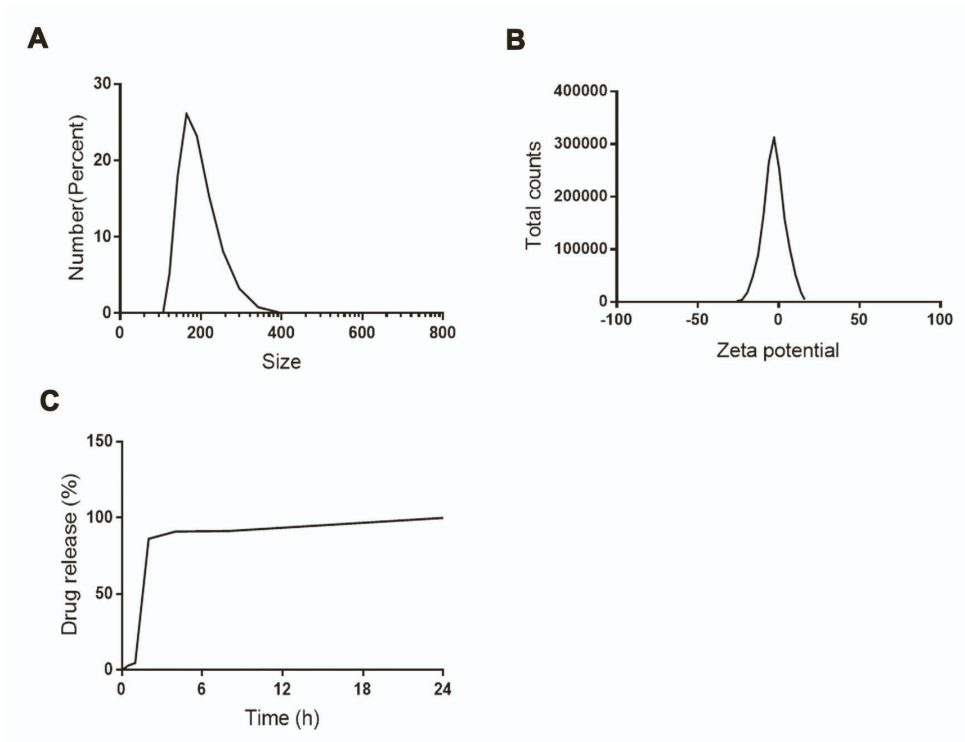 A
B
30
20
10
0
Number(Percent)
0 200 400 600 800
Size
400000
300000
200000
100000
0
Total counts
-100 -50 0 50 100
Zeta potential
C
150
100
50
0
Drug release (%)
0 6 12 18 24
Time (h)